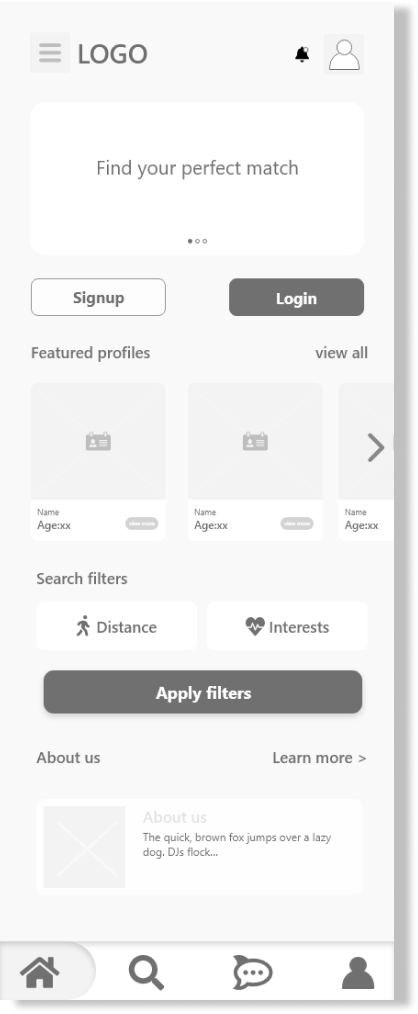 LOGO
Find your perfect match
Signup
Login
Featured profiles
view all
Name
Age:xx
view more
Name
Age:xx
view more
Name
Age:xx
Search filters
Distance
Interests
Apply filters
About us
Learn more >
About us
The quick, brown fox jumps over a lazy
dog. DJs flock...